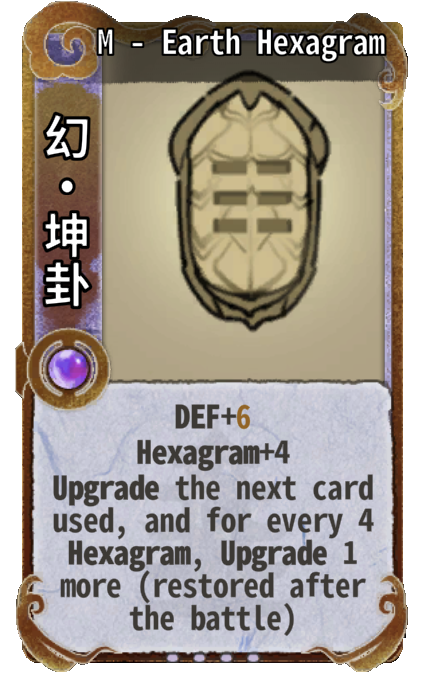 M - Earth Hexagram
幻·坤卦
DEF+6
Hexagram+4
Upgrade the next card
used, and for every 4
Hexagram, Upgrade 1
more (restored after
the battle)